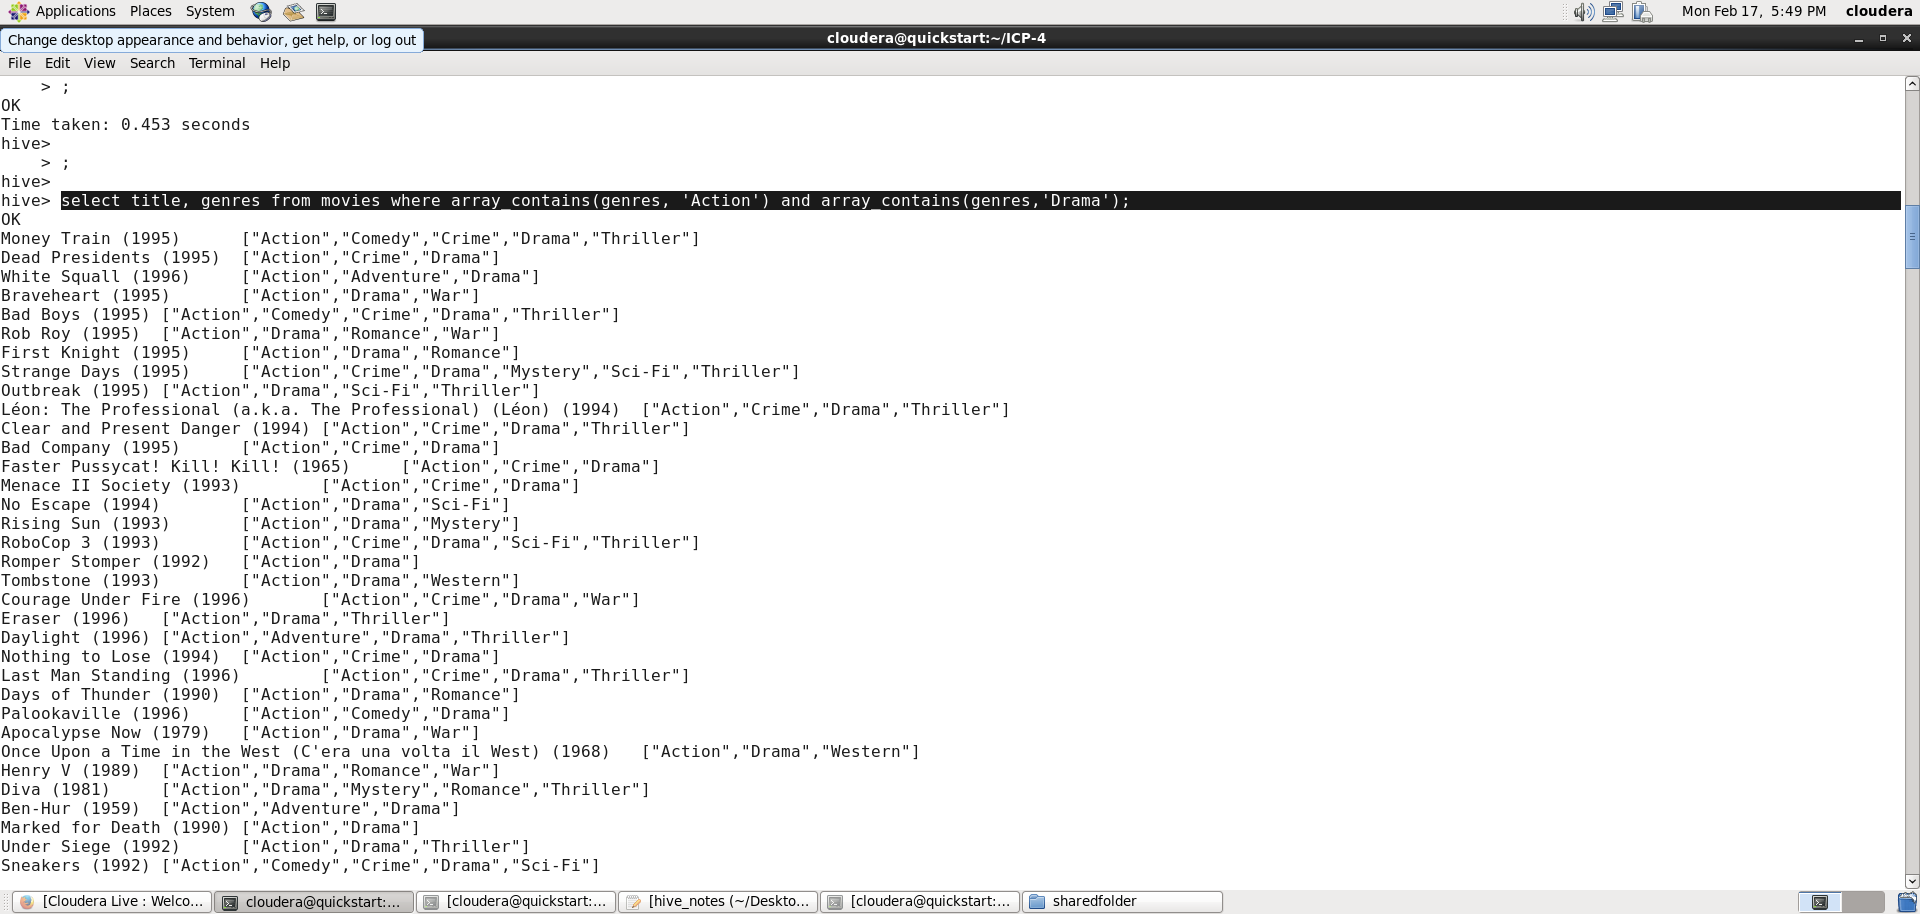 Applications Places System Mon Feb 17, 5:49 PM cloudera
Change desktop appearance and behavior, get help, or log out
cloudera@quickstart:~/ICP-4
File Edit View Search Terminal Help
    > ;
OK
Time taken: 0.453 seconds
hive>
    > ;
hive>
hive> select title, genres from movies where array_contains(genres, 'Action') and array_contains(genres,'Drama');
OK
Money Train (1995)      ["Action","Comedy","Crime","Drama","Thriller"]
Dead Presidents (1995)  ["Action","Crime","Drama"]
White Squall (1996)     ["Action","Adventure","Drama"]
Braveheart (1995)       ["Action","Drama","War"]
Bad Boys (1995) ["Action","Comedy","Crime","Drama","Thriller"]
Rob Roy (1995)  ["Action","Drama","Romance","War"]
First Knight (1995)     ["Action","Drama","Romance"]
Strange Days (1995)     ["Action","Crime","Drama","Mystery","Sci-Fi","Thriller"]
Outbreak (1995) ["Action","Drama","Sci-Fi","Thriller"]
Léon: The Professional (a.k.a. The Professional) (Léon) (1994)  ["Action","Crime","Drama","Thriller"]
Clear and Present Danger (1994) ["Action","Crime","Drama","Thriller"]
Bad Company (1995)      ["Action","Crime","Drama"]
Faster Pussycat! Kill! Kill! (1965)     ["Action","Crime","Drama"]
Menace II Society (1993)        ["Action","Crime","Drama"]
No Escape (1994)        ["Action","Drama","Sci-Fi"]
Rising Sun (1993)       ["Action","Drama","Mystery"]
RoboCop 3 (1993)        ["Action","Crime","Drama","Sci-Fi","Thriller"]
Romper Stomper (1992)   ["Action","Drama"]
Tombstone (1993)        ["Action","Drama","Western"]
Courage Under Fire (1996)       ["Action","Crime","Drama","War"]
Eraser (1996)   ["Action","Drama","Thriller"]
Daylight (1996) ["Action","Adventure","Drama","Thriller"]
Nothing to Lose (1994)  ["Action","Crime","Drama"]
Last Man Standing (1996)        ["Action","Crime","Drama","Thriller"]
Days of Thunder (1990)  ["Action","Drama","Romance"]
Palookaville (1996)     ["Action","Comedy","Drama"]
Apocalypse Now (1979)   ["Action","Drama","War"]
Once Upon a Time in the West (C'era una volta il West) (1968)   ["Action","Drama","Western"]
Henry V (1989)  ["Action","Drama","Romance","War"]
Diva (1981)     ["Action","Drama","Mystery","Romance","Thriller"]
Ben-Hur (1959)  ["Action","Adventure","Drama"]
Marked for Death (1990) ["Action","Drama"]
Under Siege (1992)      ["Action","Drama","Thriller"]
Sneakers (1992) ["Action","Comedy","Crime","Drama","Sci-Fi"]
[Cloudera Live : Welco... cloudera@quickstart:... [cloudera@quickstart:... [hive_notes (~/Deskto... [cloudera@quickstart:... sharedfolder